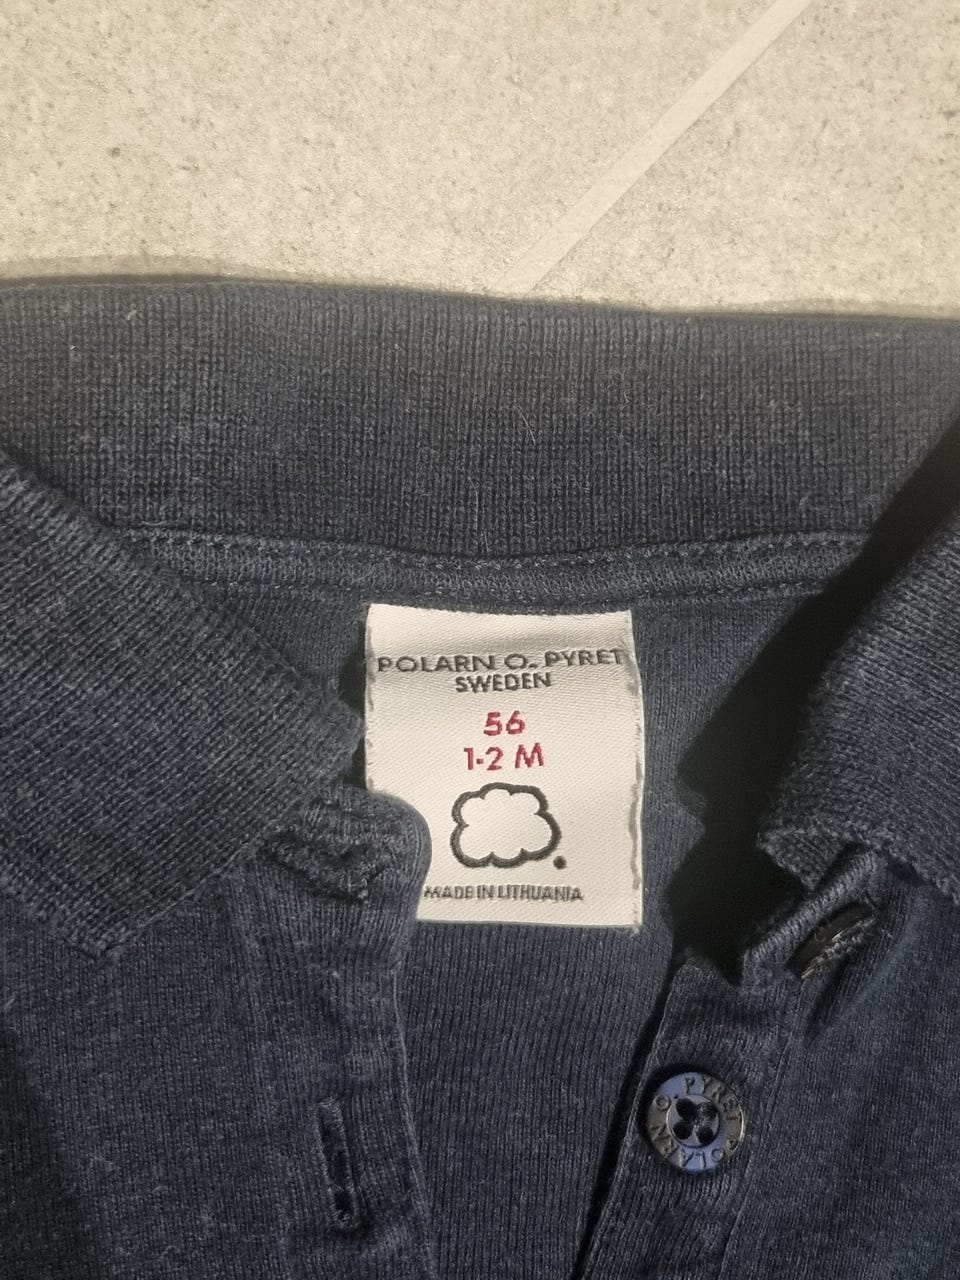 POLARN O. PYRET
SWEDEN
56
1-2 M
MADE IN LITHUANIA
POLARN O. PYRET